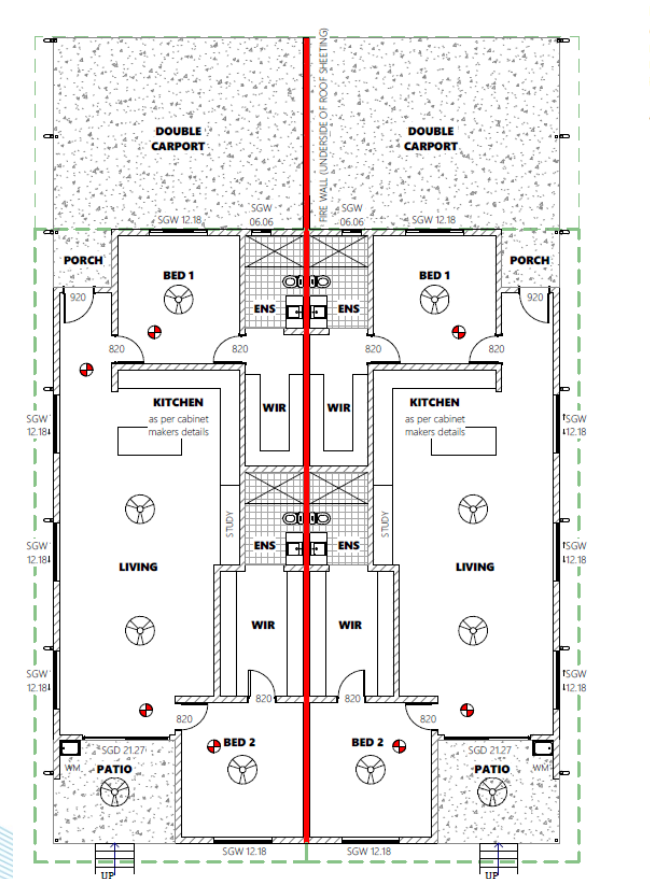 FIRE WALL (UNDERSIDE OF ROOF SHEETING)
DOUBLE
CARPORT
DOUBLE
CARPORT
SGW
06.06
SGW
06.06
SGW 12.18
SGW 12.18
PORCH
PORCH
BED 1
BED 1
920
920
ENS
ENS
820
820
820
820
KITCHEN
as per cabinet
makers details
KITCHEN
as per cabinet
makers details
WIR
WIR
SGW
12.18
SGW
12.18
STUDY
STUDY
SGW
12.18
SGW
12.18
ENS
ENS
LIVING
LIVING
WIR
WIR
SGW
12.18
SGW
12.18
820
820
820
820
BED 2
BED 2
SGD 21.27
SGD 21.27
WM
WM
PATIO
PATIO
SGW 12.18
SGW 12.18
UP
UP